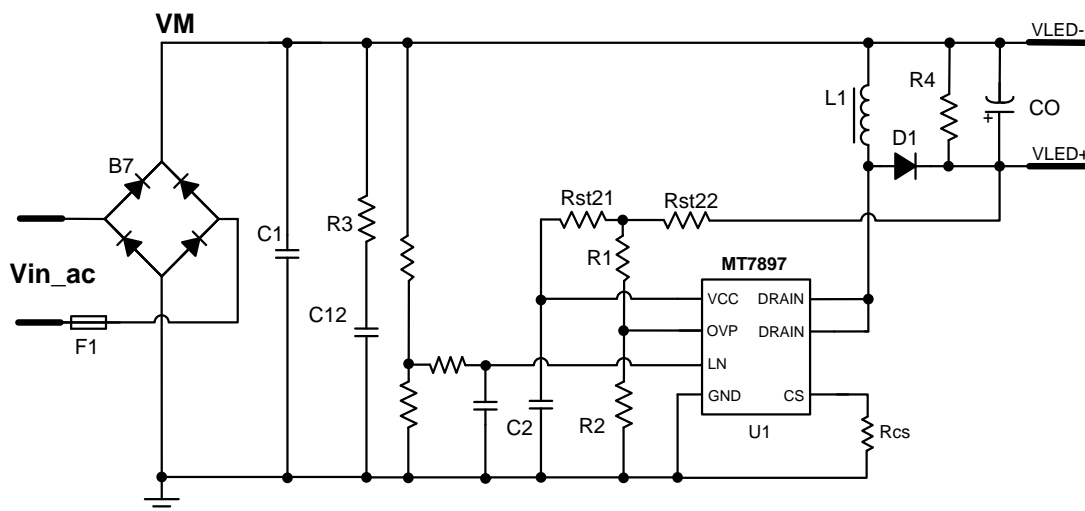 VM
VLED-
R4
L1
CO
D1
VLED+
B7
Rst21
Rst22
C1
R3
R1
MT7897
Vin_ac
VCC
DRAIN
C12
OVP
DRAIN
F1
LN
GND
CS
C2
R2
U1
Rcs
+